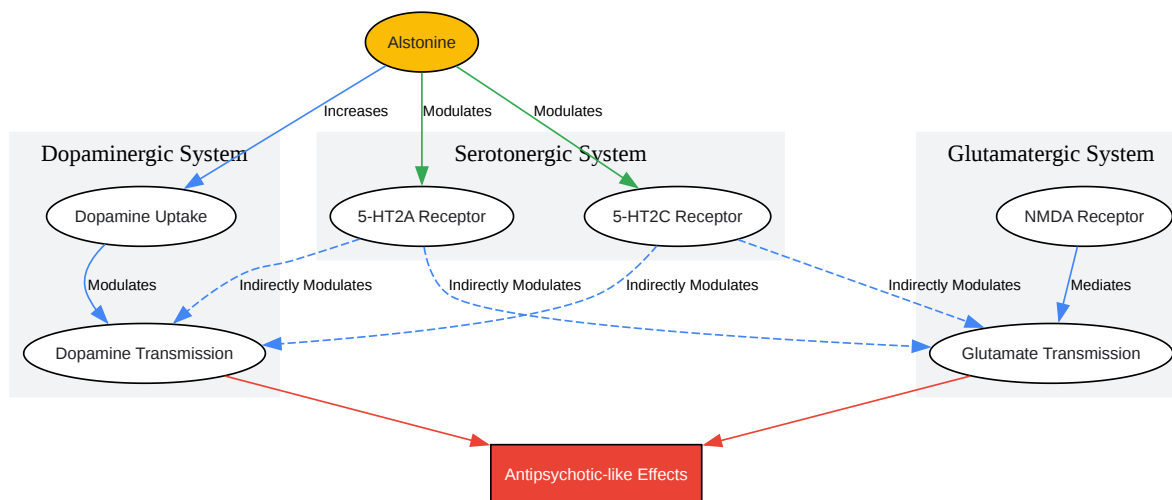 Alstonine
Increases
Modulates
Modulates
Dopaminergic System
Serotonergic System
Glutamatergic System
Dopamine Uptake
5-HT2A Receptor
5-HT2C Receptor
NMDA Receptor
Modulates
Indirectly Modulates
Indirectly Modulates
Indirectly Modulates
Indirectly Modulates
Mediates
Dopamine Transmission
Glutamate Transmission
Antipsychotic-like Effects